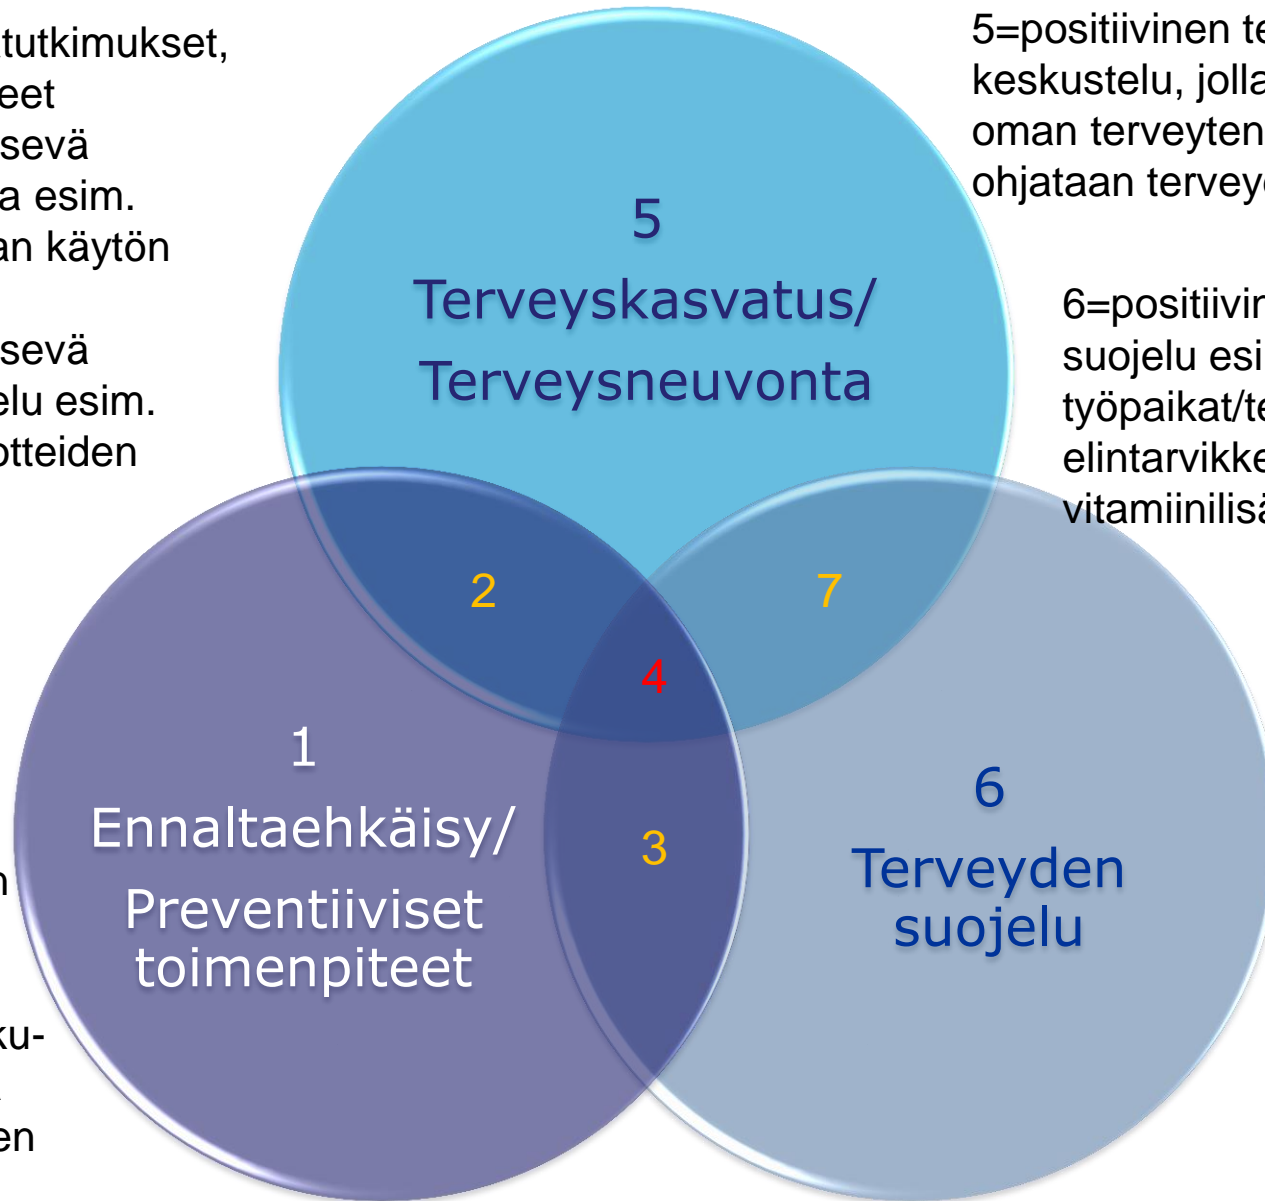 tutkimukset,
eet
sevä
a esim.
an käytön
sevä
elu esim.
otteiden
n
ku-
en
5=positiivinen te
keskustelu, jolla
oman terveyten
ohjataan terveyd
6=positiivin
suojelu esi
työpaikat/te
elintarvikke
vitamiinilisä
5
Terveyskasvatus/
Terveysneuvonta
2
7
4
1
Ennaltaehkäisy/
Preventiiviset
toimenpiteet
3
6
Terveyden
suojelu